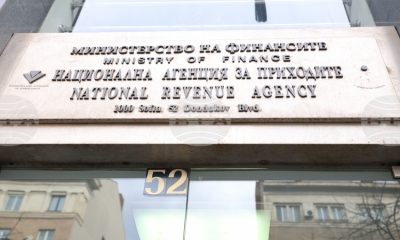 МИНИСТЕРСТВО НА ФИНАНСИТЕ
MINISTRY OF FINANCE
НАЦИОНАЛНА АГЕНЦИЯ ЗА ПРИХОДИТЕ
NATIONAL REVENUE AGENCY
1000 Sofia 52 Dondukov Blvd.
52